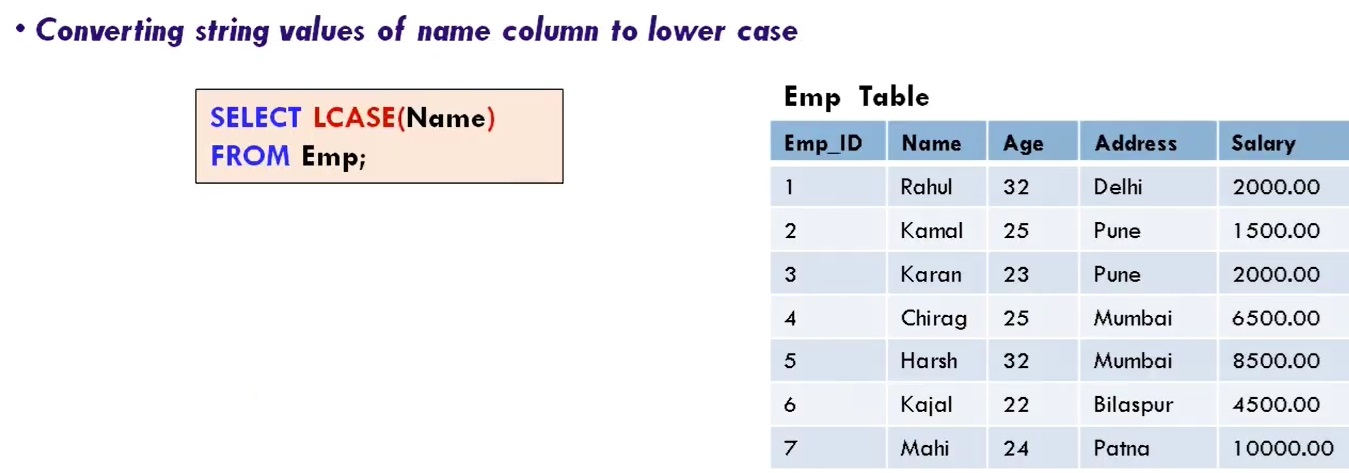 • Converting string values of name column to lower case
SELECT LCASE(Name)
FROM Emp;
Emp Table
Emp_ID Name Age Address Salary
1 Rahul 32 Delhi 2000.00
2 Kamal 25 Pune 1500.00
3 Karan 23 Pune 2000.00
4 Chirag 25 Mumbai 6500.00
5 Harsh 32 Mumbai 8500.00
6 Kajal 22 Bilaspur 4500.00
7 Mahi 24 Patna 10000.00